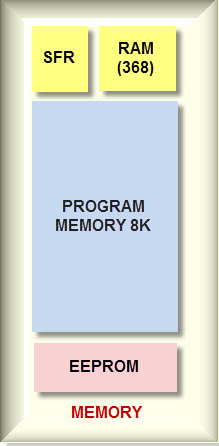 SFR
RAM
(368)
PROGRAM
MEMORY 8K
EEPROM
MEMORY